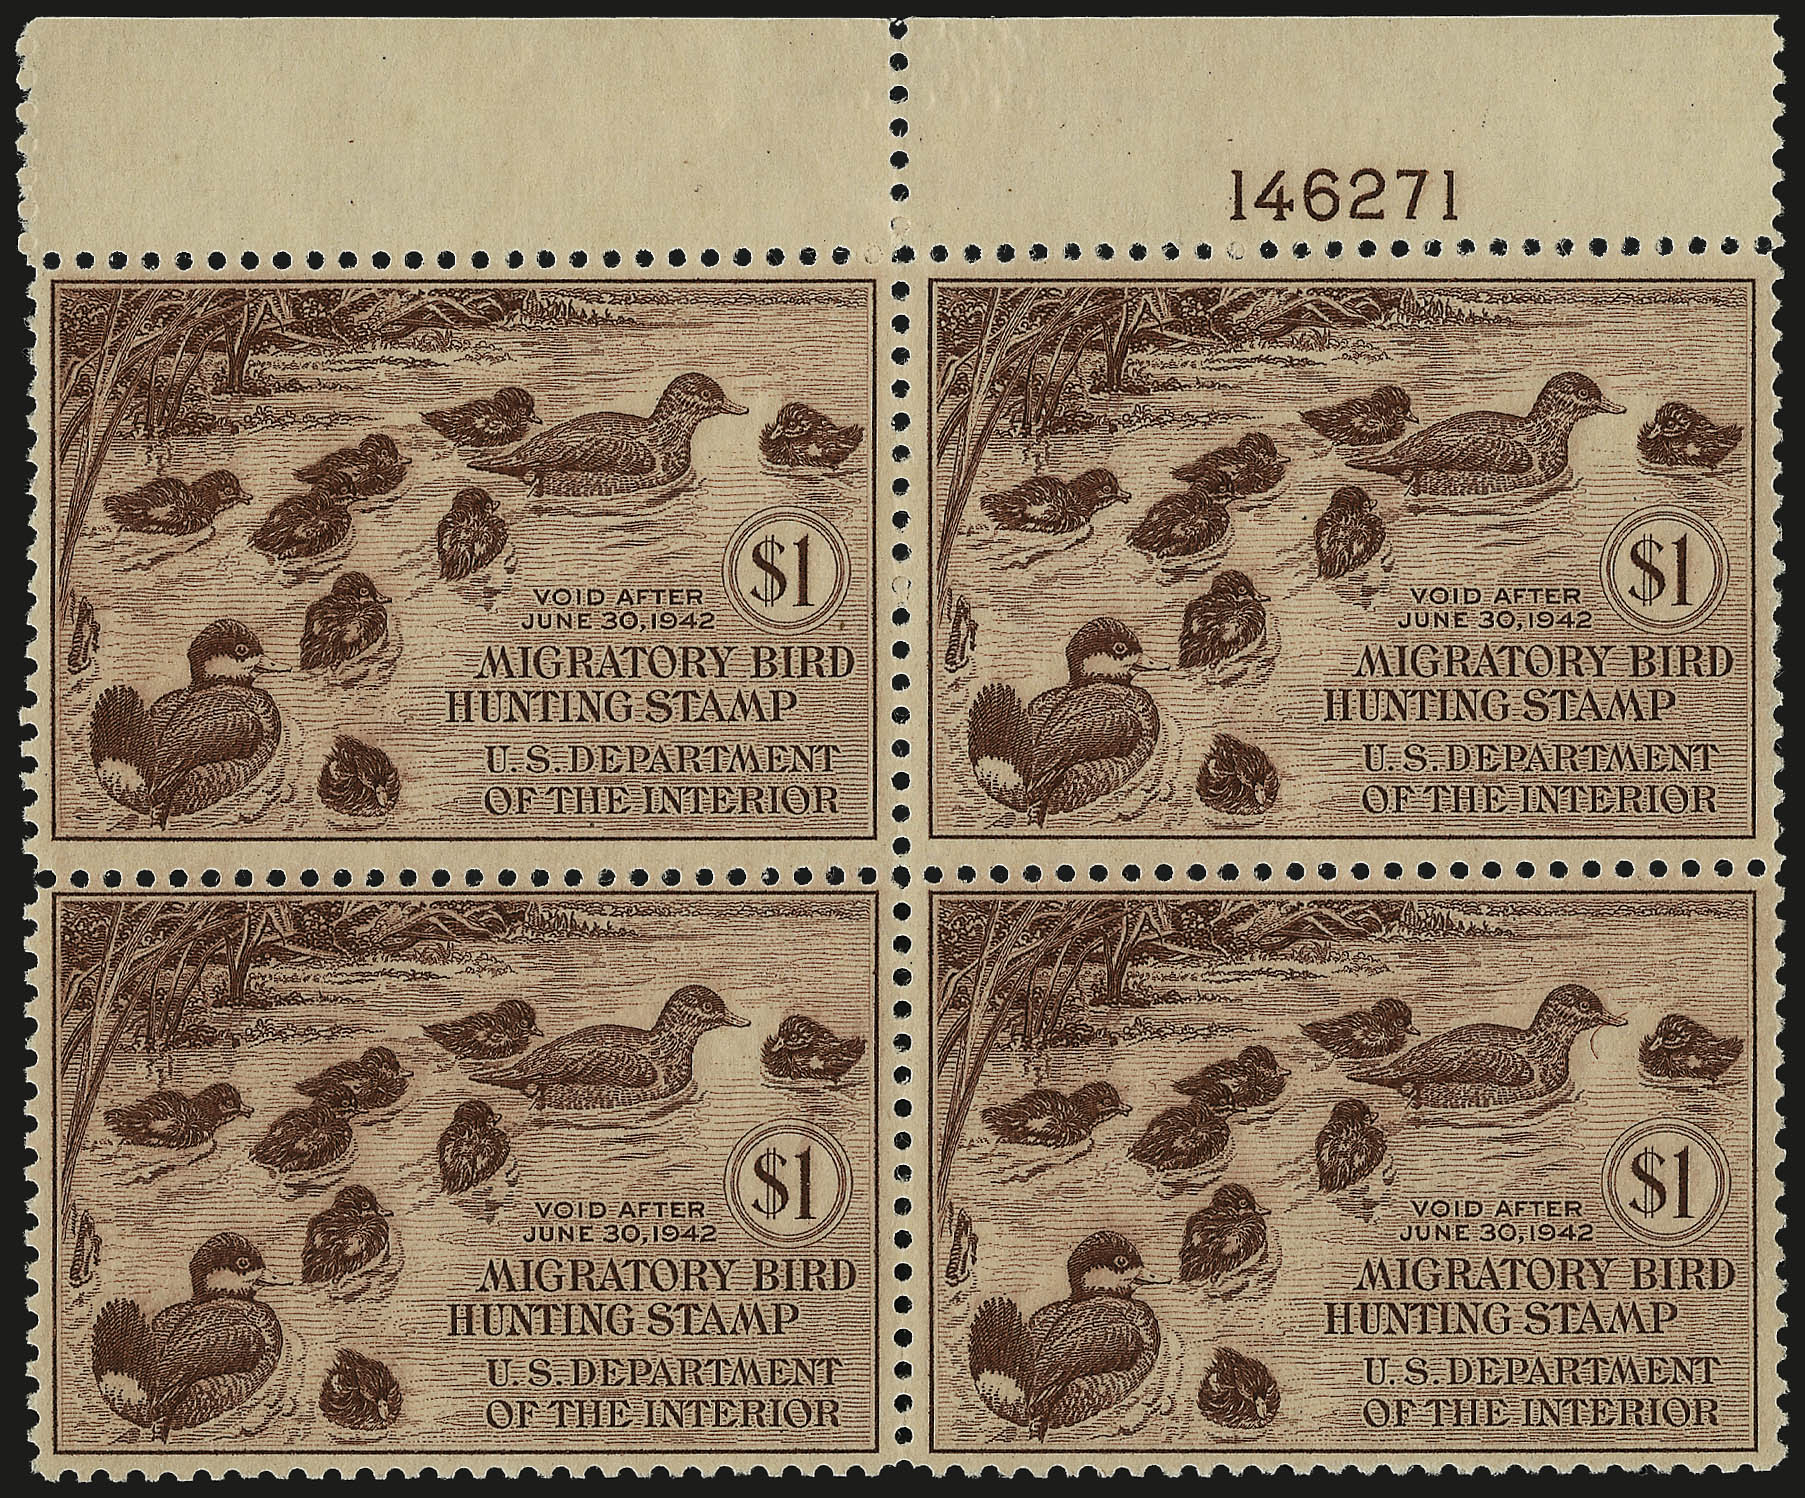 146271
$1
VOID AFTER
JUNE 30, 1942
MIGRATORY BIRD
HUNTING STAMP
U. S. DEPARTMENT
OF THE INTERIOR
$1
VOID AFTER
JUNE 30, 1942
MIGRATORY BIRD
HUNTING STAMP
U. S. DEPARTMENT
OF THE INTERIOR
$1
VOID AFTER
JUNE 30, 1942
MIGRATORY BIRD
HUNTING STAMP
U. S. DEPARTMENT
OF THE INTERIOR
$1
VOID AFTER
JUNE 30, 1942
MIGRATORY BIRD
HUNTING STAMP
U. S. DEPARTMENT
OF THE INTERIOR